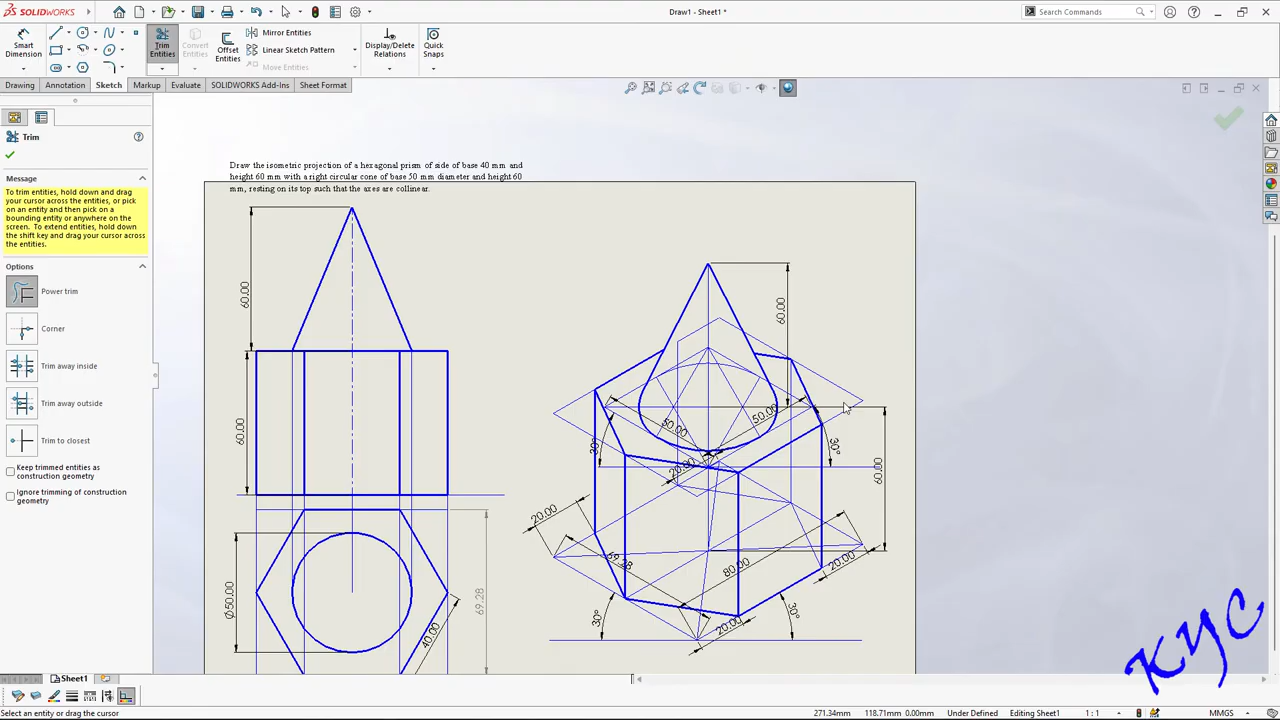 SOLIDWORKS
Draw1 - Sheet1 *
Search Commands
Smart Dimension
Trim Entities
Convert Entities
Offset Entities
Mirror Entities
Linear Sketch Pattern
Move Entities
Display/Delete Relations
Quick Snaps
Drawing
Annotation
Sketch
Markup
Evaluate
SOLIDWORKS Add-Ins
Sheet Format
Trim
Message
To trim entities, hold down and drag
your cursor across the entities, or pick
on an entity and then pick on a
bounding entity or anywhere on the
screen. To extend entities, hold down
the shift key and drag your cursor across
the entities.
Options
Power trim
Corner
Trim away inside
Trim away outside
Trim to closest
Keep trimmed entities as
construction geometry
Ignore trimming of construction
geometry
Draw the isometric projection of a hexagonal prism of side of base 40 mm and
height 60 mm with a right circular cone of base 50 mm diameter and height 60
mm, resting on its top such that the axes are collinear.
60.00
60.00
Ø50.00
40.00
69.28
60.00
50.00
50.00
30°
30°
20.00
60.00
20.00
69.28
80.00
20.00
30°
30°
20.00
KYC
Sheet1
Select an entity or drag the cursor
271.34mm
118.71mm
0.00mm
Under Defined
Editing Sheet1
1 : 1
MMGS